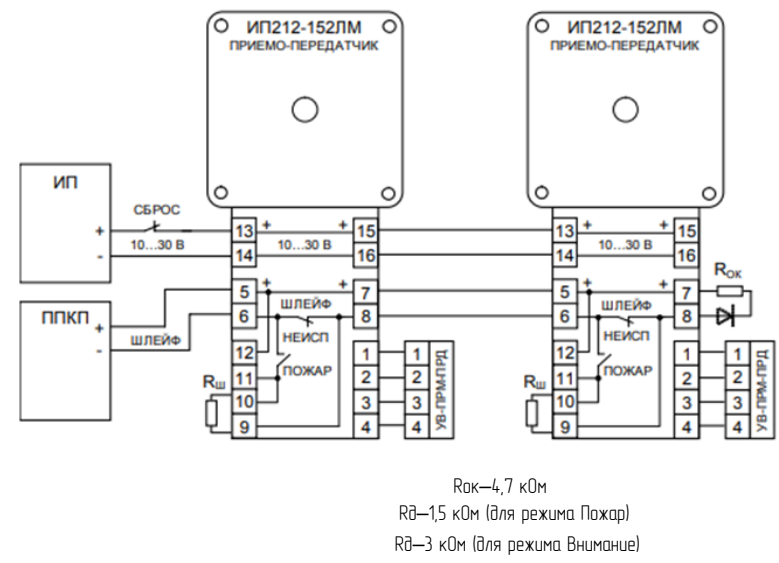 ИП212-152ЛМ
ПРИЕМО-ПЕРЕДАТЧИК
ИП212-152ЛМ
ПРИЕМО-ПЕРЕДАТЧИК
ИП
СБРОС
+ 13 + + 15 13 + + 15
10...30 В 10...30 В 10...30 В
- 14 16 14 16
Rок
5 + + 7 5 + + 7
ППКП + ШЛЕЙФ ШЛЕЙФ
6 8 6 8
- ШЛЕЙФ НЕИСП НЕИСП
12 1 1 12 1 1
Rш 11 ПОЖАР 2 2 Rш 11 ПОЖАР 2 2
10 3 3 10 3 3
9 4 4 9 4 4
УВ-ПРМ-ПРД УВ-ПРМ-ПРД
Rок—4,7 кОм
Rд—1,5 кОм (для режима Пожар)
Rд—3 кОм (для режима Внимание)